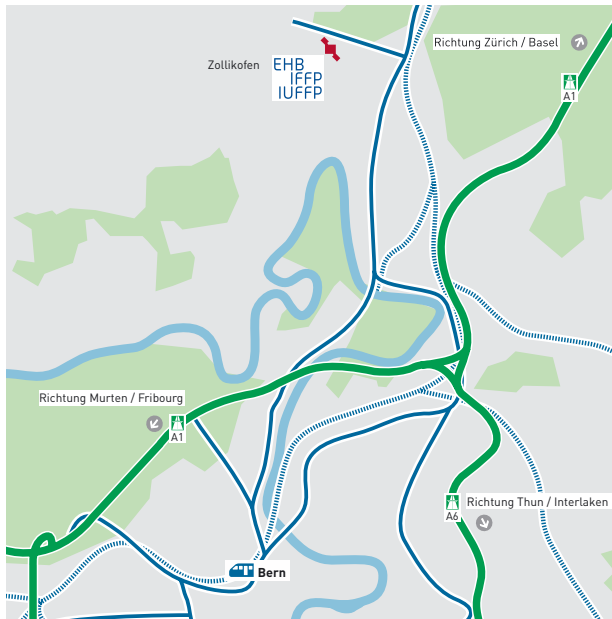 Richtung Zürich / Basel
A1
Zollikofen
EHB
IFFP
IUFFP
Richtung Murten / Fribourg
A1
Richtung Thun / Interlaken
A6
Bern